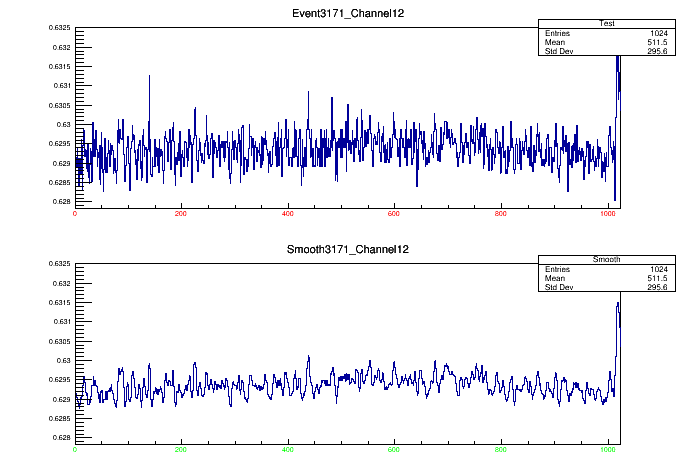 Event3171_Channel12
Test
Entries 1024
Mean 511.5
Std Dev 295.6
0.6325
0.632
0.6315
0.631
0.6305
0.63
0.6295
0.629
0.6285
0.628
0 200 400 600 800 1000
Smooth3171_Channel12
Smooth
Entries 1024
Mean 511.5
Std Dev 295.6
0.6325
0.632
0.6315
0.631
0.6305
0.63
0.6295
0.629
0.6285
0.628
0 200 400 600 800 1000